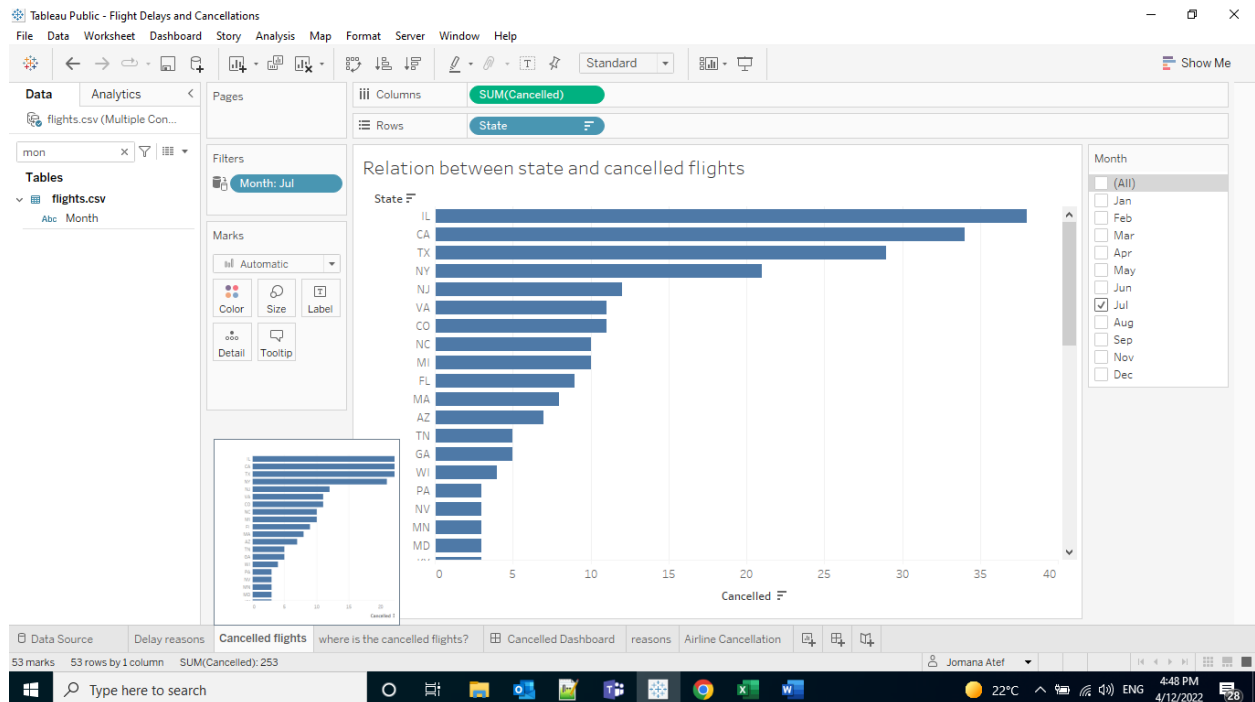 Tableau Public - Flight Delays and Cancellations
File Data Worksheet Dashboard Story Analysis Map Format Server Window Help
Standard
Show Me
Data Analytics
flights.csv (Multiple Con...
mon
Tables
flights.csv
Abc Month
Pages
Columns SUM(Cancelled)
Rows State
Filters
Month: Jul
Marks
Automatic
Color Size Label
Detail Tooltip
Relation between state and cancelled flights
State
IL
CA
TX
NY
NJ
VA
CO
NC
MI
FL
MA
AZ
TN
GA
WI
PA
NV
MN
MD
0 5 10 15 20 25 30 35 40
Cancelled
Month
(All)
Jan
Feb
Mar
Apr
May
Jun
Jul
Aug
Sep
Nov
Dec
Data Source Delay reasons Cancelled flights where is the cancelled flights? Cancelled Dashboard reasons Airline Cancellation
53 marks 53 rows by 1 column SUM(Cancelled): 253
Jomana Atef
Type here to search
22°C ENG
4:48 PM
4/12/2022
28